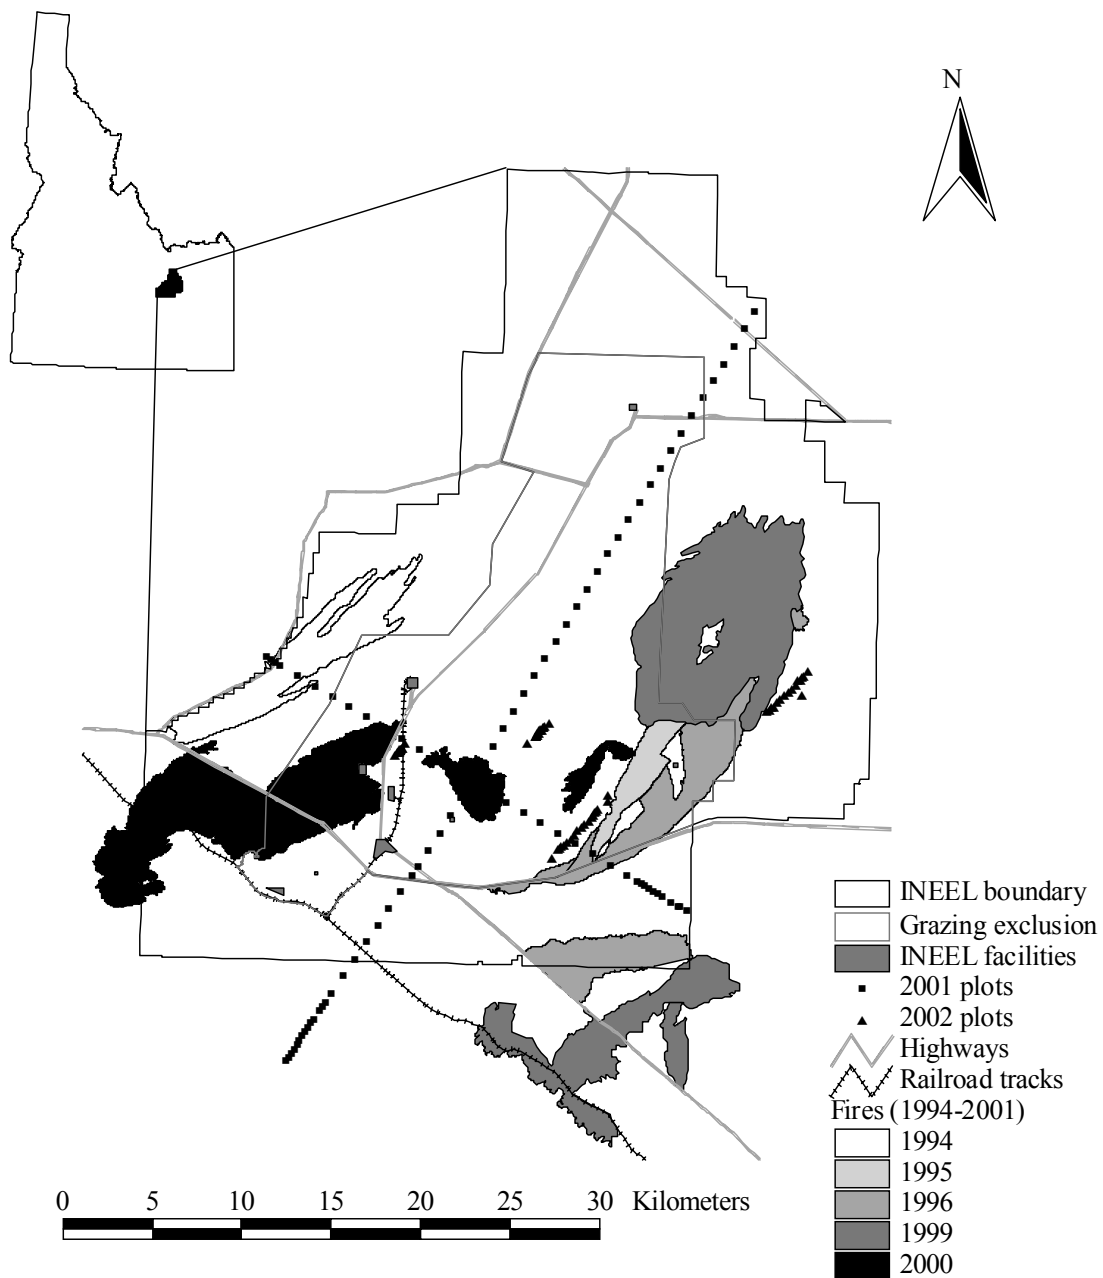 N
INEEL boundary
Grazing exclusion
INEEL facilities
2001 plots
2002 plots
Highways
Railroad tracks
Fires (1994-2001)
1994
1995
1996
1999
2000
0 5 10 15 20 25 30 Kilometers